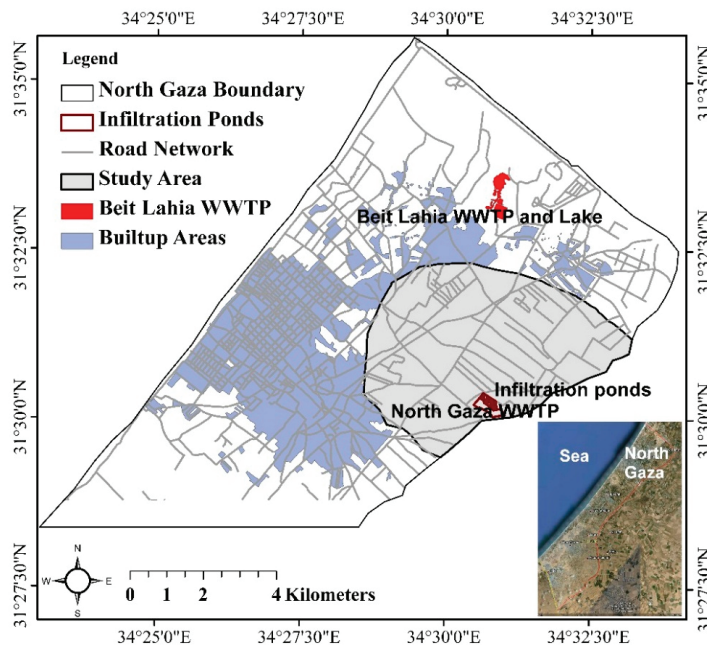 34°25'0"E 34°27'30"E 34°30'0"E 34°32'30"E
31°35'0"N
31°35'0"N
Legend
North Gaza Boundary
Infiltration Ponds
Road Network
Study Area
Beit Lahia WWTP
Builtup Areas
Beit Lahia WWTP and Lake
31°32'30"N
31°32'30"N
Infiltration ponds
North Gaza WWTP
31°30'0"N
31°30'0"N
Sea
North
Gaza
N
W E
S
0 1 2 4 Kilometers
31°27'30"N
31°27'30"N
34°25'0"E 34°27'30"E 34°30'0"E 34°32'30"E